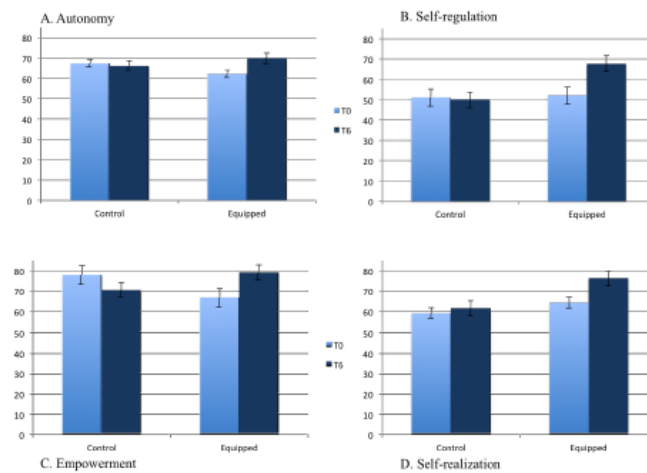 A. Autonomy
B. Self-regulation
80
70
60
50
40
30
20
10
0
Control
Equipped
T0
T6
80
70
60
50
40
30
20
10
0
Control
Equipped
80
70
60
50
40
30
20
10
0
Control
Equipped
T0
T6
80
70
60
50
40
30
20
10
0
Control
Equipped
C. Empowerment
D. Self-realization